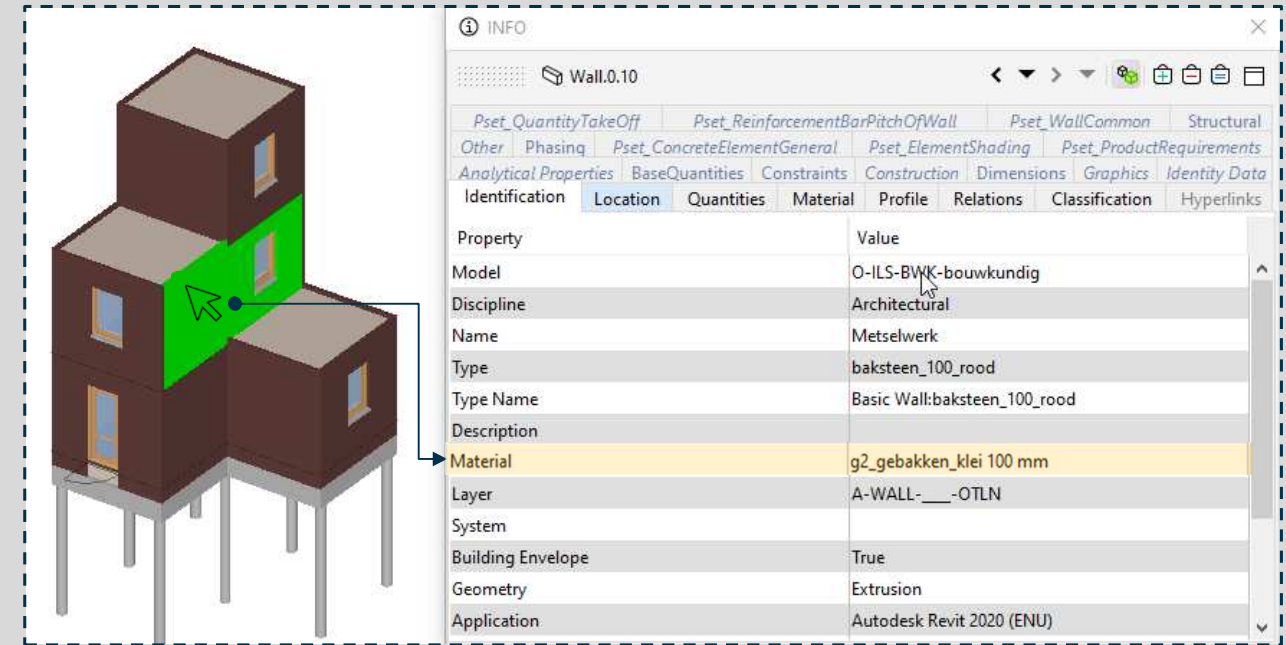 INFO
Wall.0.10
Pset_QuantityTakeOff Pset_ReinforcementBarPitchOfWall Pset_WallCommon Structural
Other Phasing Pset_ConcreteElementGeneral Pset_ElementShading Pset_ProductRequirements
Analytical Properties BaseQuantities Constraints Construction Dimensions Graphics Identity Data
Identification Location Quantities Material Profile Relations Classification Hyperlinks
Property Value
Model O-ILS-BWK-bouwkundig
Discipline Architectural
Name Metselwerk
Type baksteen_100_rood
Type Name Basic Wall:baksteen_100_rood
Description
Material g2_gebakken_klei 100 mm
Layer A-WALL-___-OTLN
System
Building Envelope True
Geometry Extrusion
Application Autodesk Revit 2020 (ENU)